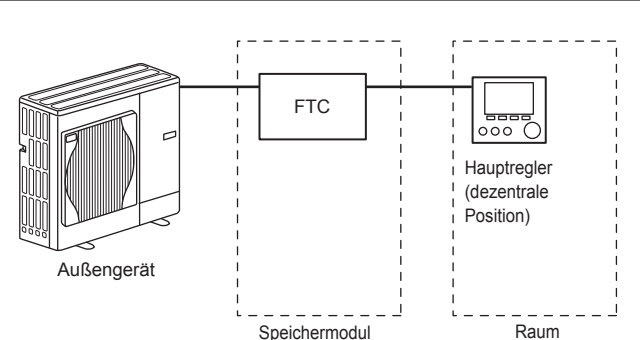 FTC
Hauptregler
(dezentrale
Position)
Außengerät
Speichermodul
Raum